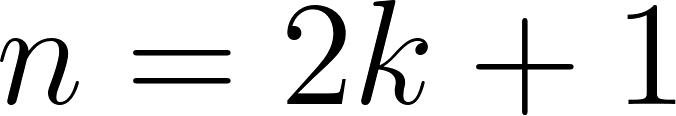 n = 2k + 1